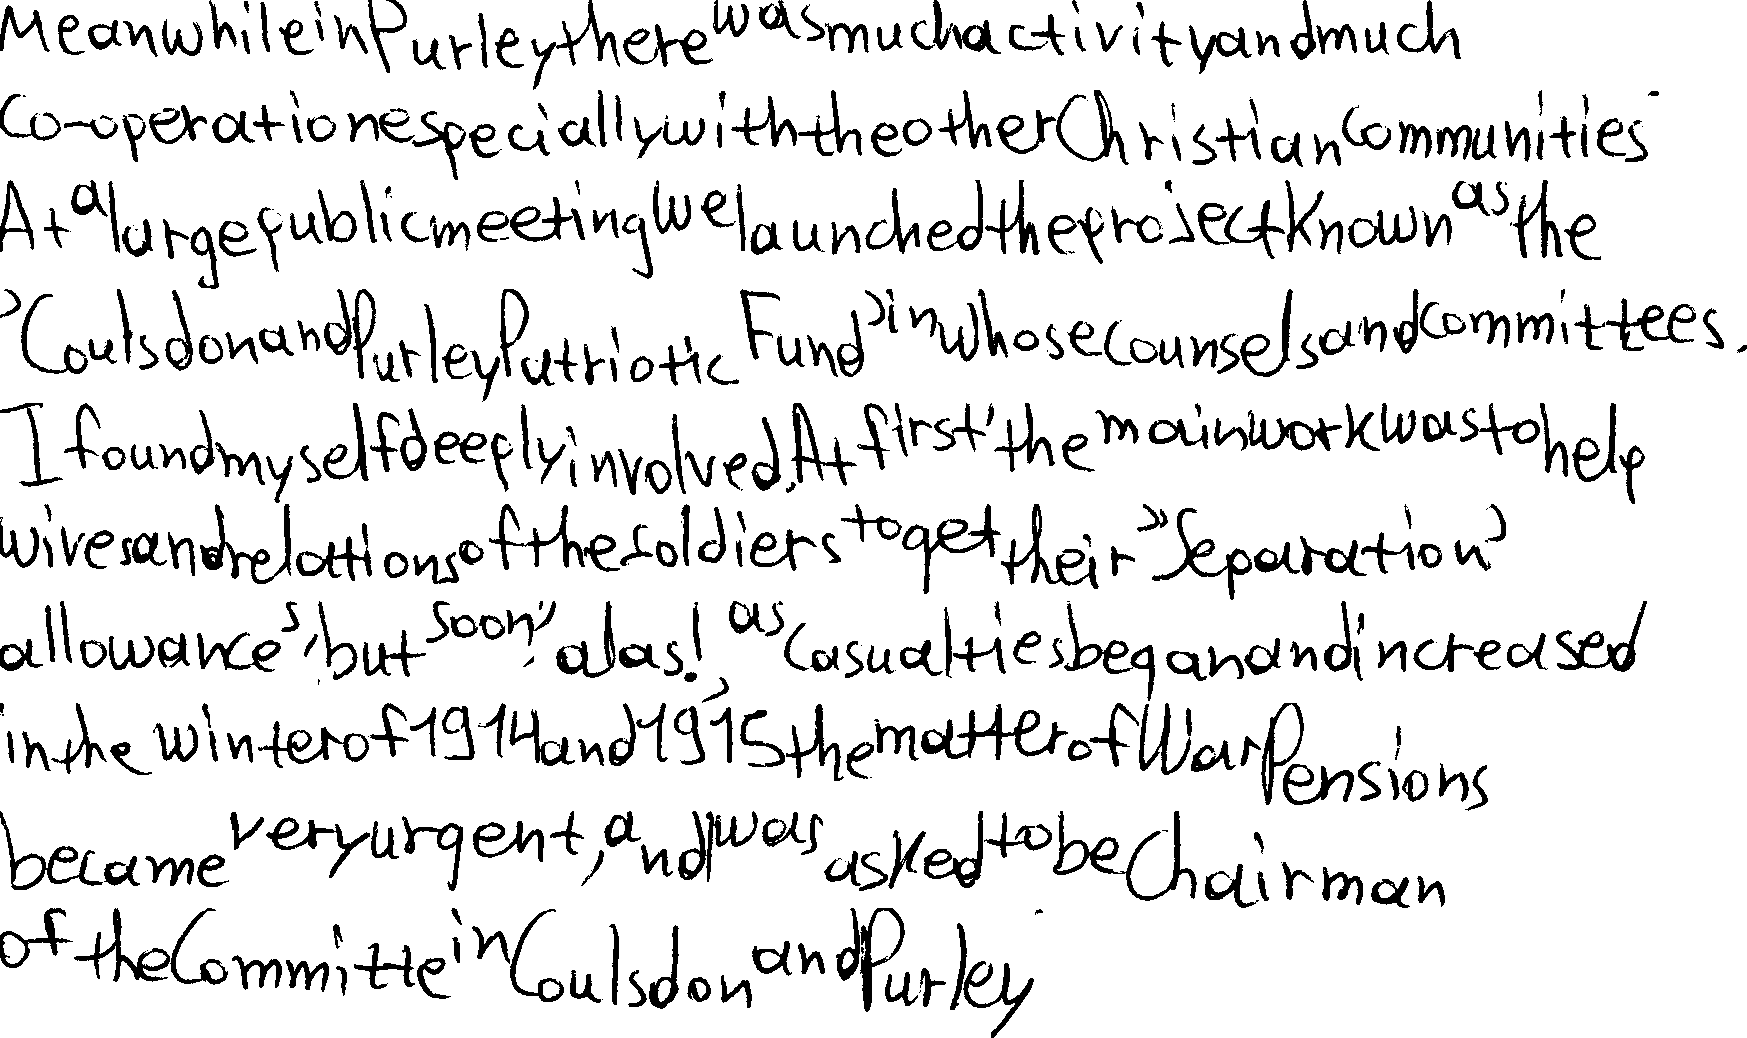 Meanwhile in Purley there was much activity and much
co-operation especially with the other Christian communities.
At a large public meeting we launched the project known as the
"Coulsdon and Purley Patriotic Fund" in whose counsels and committees.
I found myself deeply involved. At first, the main work was to help
wives and relations of the soldiers to get their "Separation"
allowances, but soon, alas! as casualties began and increased
in the winter of 1914 and 1915, the matter of War Pensions
became very urgent, and I was asked to be Chairman
of the Committe in Coulsdon and Purley.